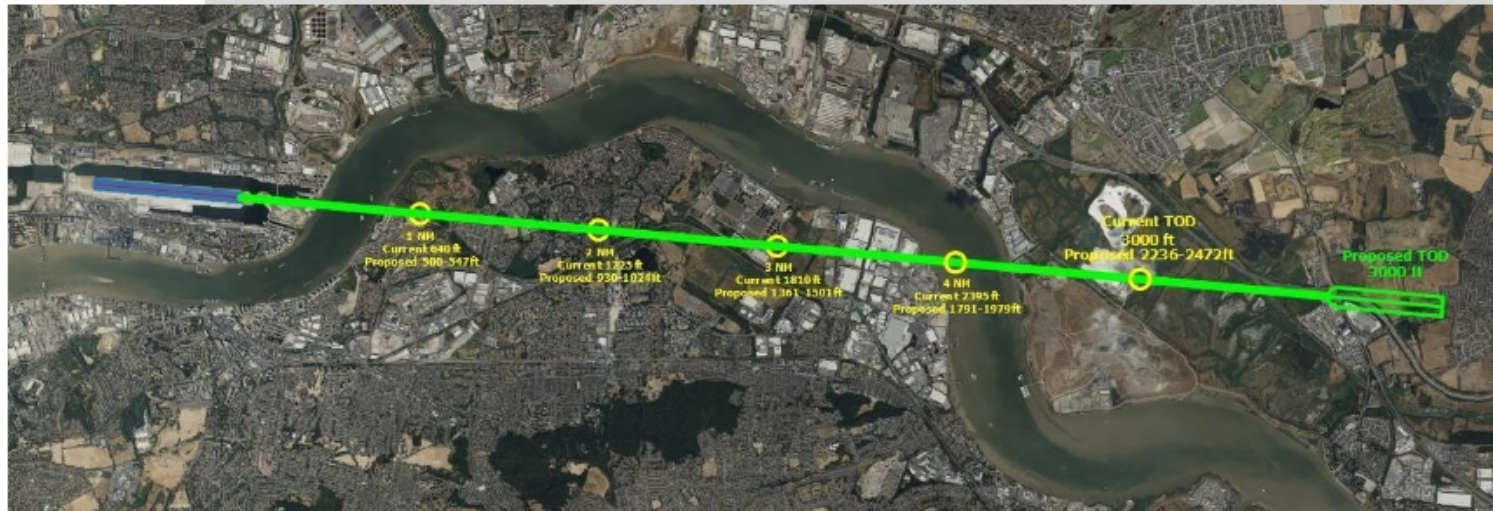 1 NM
Current 640 ft
Proposed 500-547ft
2 NM
Current 1225 ft
Proposed 930-1024ft
3 NM
Current 1810 ft
Proposed 1361-1501ft
4 NM
Current 2395 ft
Proposed 1791-1979ft
Current TOD
3000 ft
Proposed 2236-2472ft
Proposed TOD
3000 ft